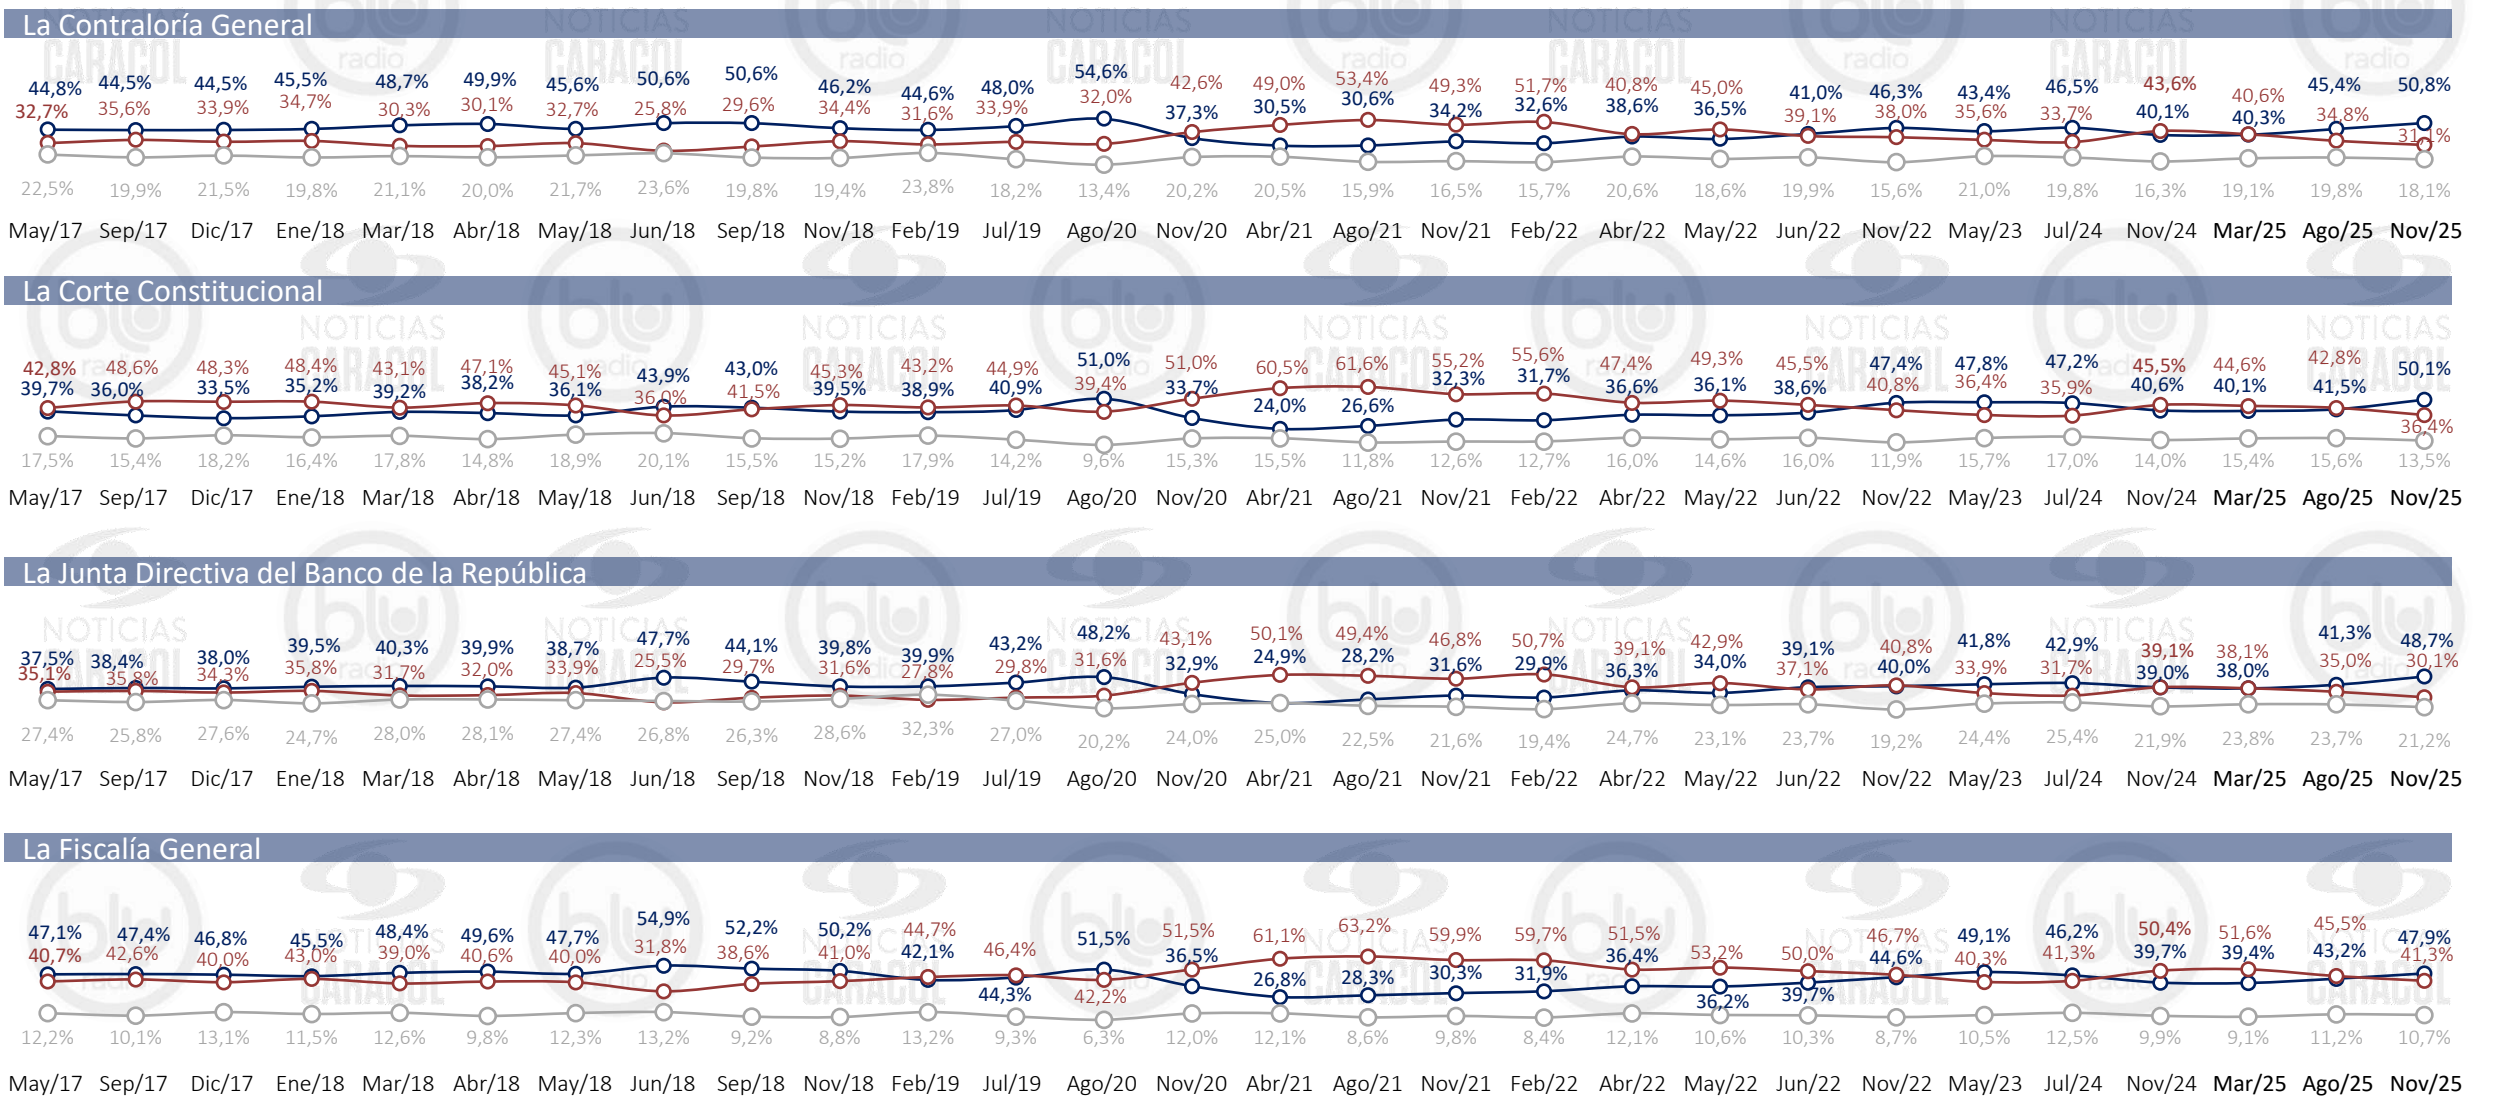 La Contraloría General
44,8% 44,5% 44,5% 45,5% 48,7% 49,9% 45,6% 50,6% 50,6% 46,2% 44,6% 48,0% 54,6% 37,3% 30,5% 30,6% 34,2% 32,6% 38,6% 36,5% 41,0% 46,3% 43,4% 46,5% 40,1% 40,3% 45,4% 50,8%
32,7% 35,6% 33,9% 34,7% 30,3% 30,1% 32,7% 25,8% 29,6% 34,4% 31,6% 33,9% 32,0% 42,6% 49,0% 53,4% 49,3% 51,7% 40,8% 45,0% 39,1% 38,0% 35,6% 33,7% 43,6% 40,6% 34,8% 31,1%
22,5% 19,9% 21,5% 19,8% 21,1% 20,0% 21,7% 23,6% 19,8% 19,4% 23,8% 18,2% 13,4% 20,2% 20,5% 15,9% 16,5% 15,7% 20,6% 18,6% 19,9% 15,6% 21,0% 19,8% 16,3% 19,1% 19,8% 18,1%
May/17 Sep/17 Dic/17 Ene/18 Mar/18 Abr/18 May/18 Jun/18 Sep/18 Nov/18 Feb/19 Jul/19 Ago/20 Nov/20 Abr/21 Ago/21 Nov/21 Feb/22 Abr/22 May/22 Jun/22 Nov/22 May/23 Jul/24 Nov/24 Mar/25 Ago/25 Nov/25
La Corte Constitucional
42,8% 48,6% 48,3% 48,4% 43,1% 47,1% 45,1% 36,0% 41,5% 45,3% 43,2% 44,9% 39,4% 51,0% 60,5% 61,6% 55,2% 55,6% 47,4% 49,3% 45,5% 40,8% 36,4% 35,9% 45,5% 44,6% 42,8% 36,4%
39,7% 36,0% 33,5% 35,2% 39,2% 38,2% 36,1% 43,9% 43,0% 39,5% 38,9% 40,9% 51,0% 33,7% 24,0% 26,6% 32,3% 31,7% 36,6% 36,1% 38,6% 47,4% 47,8% 47,2% 40,6% 40,1% 41,5% 50,1%
17,5% 15,4% 18,2% 16,4% 17,8% 14,8% 18,9% 20,1% 15,5% 15,2% 17,9% 14,2% 9,6% 15,3% 15,5% 11,8% 12,6% 12,7% 16,0% 14,6% 16,0% 11,9% 15,7% 17,0% 14,0% 15,4% 15,6% 13,5%
May/17 Sep/17 Dic/17 Ene/18 Mar/18 Abr/18 May/18 Jun/18 Sep/18 Nov/18 Feb/19 Jul/19 Ago/20 Nov/20 Abr/21 Ago/21 Nov/21 Feb/22 Abr/22 May/22 Jun/22 Nov/22 May/23 Jul/24 Nov/24 Mar/25 Ago/25 Nov/25
La Junta Directiva del Banco de la República
37,5% 38,4% 38,0% 39,5% 40,3% 39,9% 38,7% 47,7% 44,1% 39,8% 39,9% 43,2% 48,2% 32,9% 24,9% 28,2% 31,6% 29,9% 36,3% 34,0% 39,1% 40,0% 41,8% 42,9% 39,0% 38,0% 41,3% 48,7%
35,1% 35,8% 34,3% 35,8% 31,7% 32,0% 33,9% 25,5% 29,7% 31,6% 27,8% 29,8% 31,6% 43,1% 50,1% 49,4% 46,8% 50,7% 39,1% 42,9% 37,1% 40,8% 33,9% 31,7% 39,1% 38,1% 35,0% 30,1%
27,4% 25,8% 27,6% 24,7% 28,0% 28,1% 27,4% 26,8% 26,3% 28,6% 32,3% 27,0% 20,2% 24,0% 25,0% 22,5% 21,6% 19,4% 24,7% 23,1% 23,7% 19,2% 24,4% 25,4% 21,9% 23,8% 23,7% 21,2%
May/17 Sep/17 Dic/17 Ene/18 Mar/18 Abr/18 May/18 Jun/18 Sep/18 Nov/18 Feb/19 Jul/19 Ago/20 Nov/20 Abr/21 Ago/21 Nov/21 Feb/22 Abr/22 May/22 Jun/22 Nov/22 May/23 Jul/24 Nov/24 Mar/25 Ago/25 Nov/25
La Fiscalía General
47,1% 47,4% 46,8% 45,5% 48,4% 49,6% 47,7% 54,9% 52,2% 50,2% 42,1% 44,3% 51,5% 36,5% 26,8% 28,3% 30,3% 31,9% 36,4% 36,2% 39,7% 44,6% 49,1% 46,2% 39,7% 39,4% 43,2% 47,9%
40,7% 42,6% 40,0% 43,0% 39,0% 40,6% 40,0% 31,8% 38,6% 41,0% 44,7% 46,4% 42,2% 51,5% 61,1% 63,2% 59,9% 59,7% 51,5% 53,2% 50,0% 46,7% 40,3% 41,3% 50,4% 51,6% 45,5% 41,3%
12,2% 10,1% 13,1% 11,5% 12,6% 9,8% 12,3% 13,2% 9,2% 8,8% 13,2% 9,3% 6,3% 12,0% 12,1% 8,6% 9,8% 8,4% 12,1% 10,6% 10,3% 8,7% 10,5% 12,5% 9,9% 9,1% 11,2% 10,7%
May/17 Sep/17 Dic/17 Ene/18 Mar/18 Abr/18 May/18 Jun/18 Sep/18 Nov/18 Feb/19 Jul/19 Ago/20 Nov/20 Abr/21 Ago/21 Nov/21 Feb/22 Abr/22 May/22 Jun/22 Nov/22 May/23 Jul/24 Nov/24 Mar/25 Ago/25 Nov/25